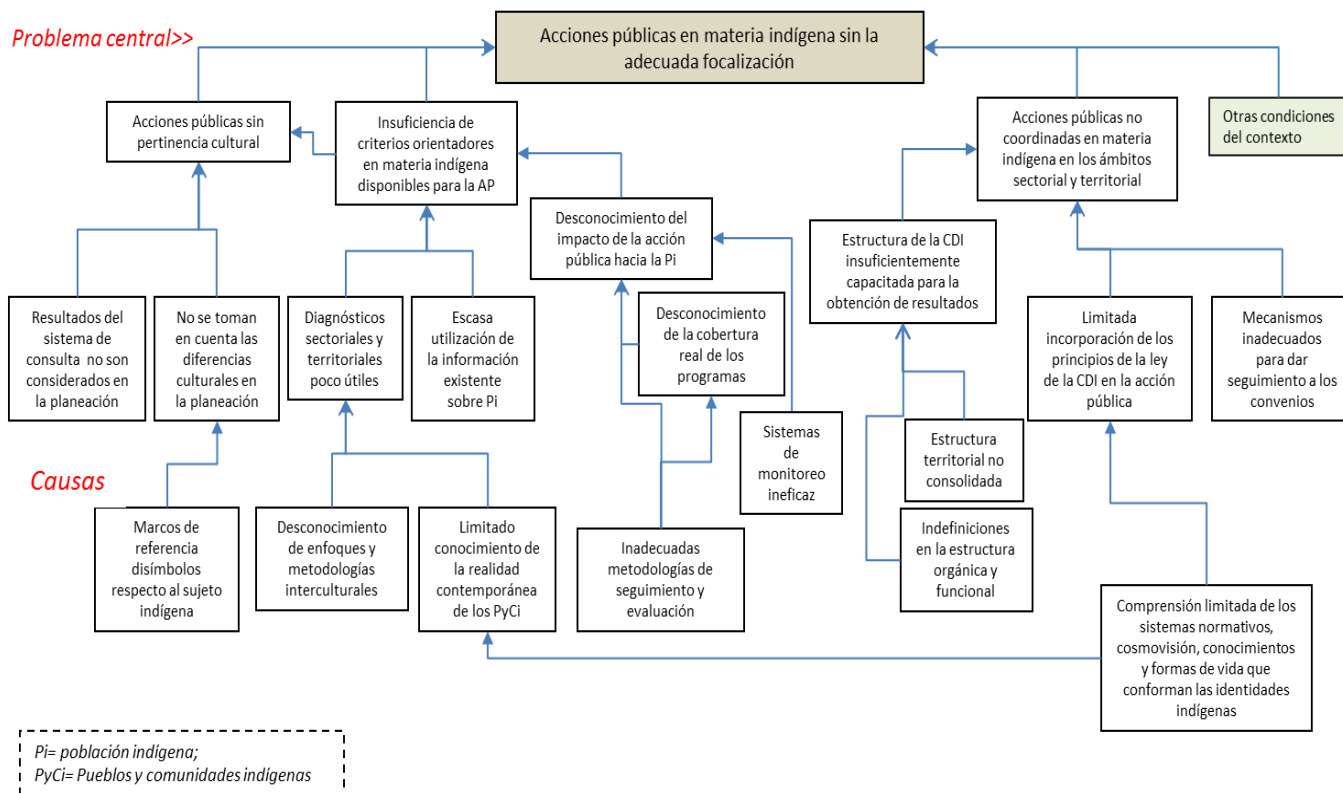 Problema central>>
Acciones públicas en materia indígena sin la
adecuada focalización
Acciones públicas sin
pertinencia cultural
Insuficiencia de
criterios orientadores
en materia indígena
disponibles para la AP
Acciones públicas no
coordinadas en materia
indígena en los ámbitos
sectorial y territorial
Otras condiciones
del contexto
Desconocimiento del
impacto de la acción
pública hacia la Pi
Estructura de la CDI
insuficientemente
capacitada para la
obtención de resultados
Resultados del
sistema de
consulta no son
considerados en
la planeación
No se toman
en cuenta las
diferencias
culturales en
la planeación
Diagnósticos
sectoriales y
territoriales
poco útiles
Escasa
utilización de
la información
existente
sobre Pi
Desconocimiento
de la cobertura
real de los
programas
Limitada
incorporación de los
principios de la ley
de la CDI en la acción
pública
Mecanismos
inadecuados
para dar
seguimiento a los
convenios
Sistemas
de
monitoreo
ineficaz
Estructura
territorial no
consolidada
Causas
Marcos de
referencia
disímbolos
respecto al sujeto
indígena
Desconocimiento
de enfoques y
metodologías
interculturales
Limitado
conocimiento de
la realidad
contemporánea
de los PyCi
Inadecuadas
metodologías de
seguimiento y
evaluación
Indefiniciones
en la estructura
orgánica y
funcional
Comprensión limitada de los
sistemas normativos,
cosmovisión, conocimientos
y formas de vida que
conforman las identidades
indígenas
Pi= población indígena;
PyCi= Pueblos y comunidades indígenas